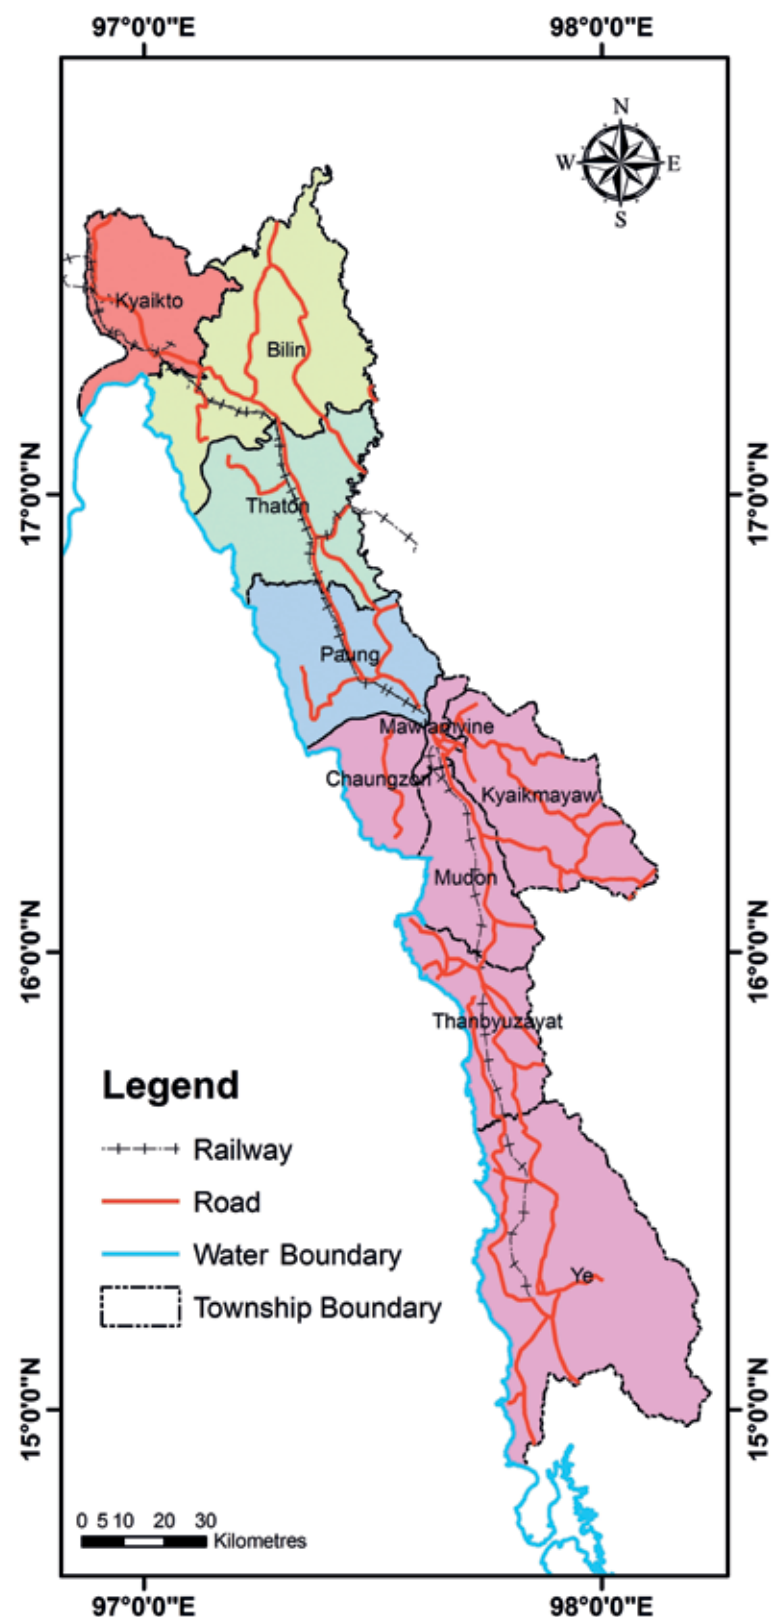 97°0'0"E 98°0'0"E
N
W E
S
Kyaikto
Bilin
17°0'0"N 17°0'0"N
Thaton
Paung
Mawlamyine
Chaungzon
Kyaikmayaw
Mudon
16°0'0"N 16°0'0"N
Thanbyuzayat
Legend
Railway
Road
Water Boundary
Ye
Township Boundary
15°0'0"N 15°0'0"N
0 5 10 20 30
Kilometres
97°0'0"E 98°0'0"E